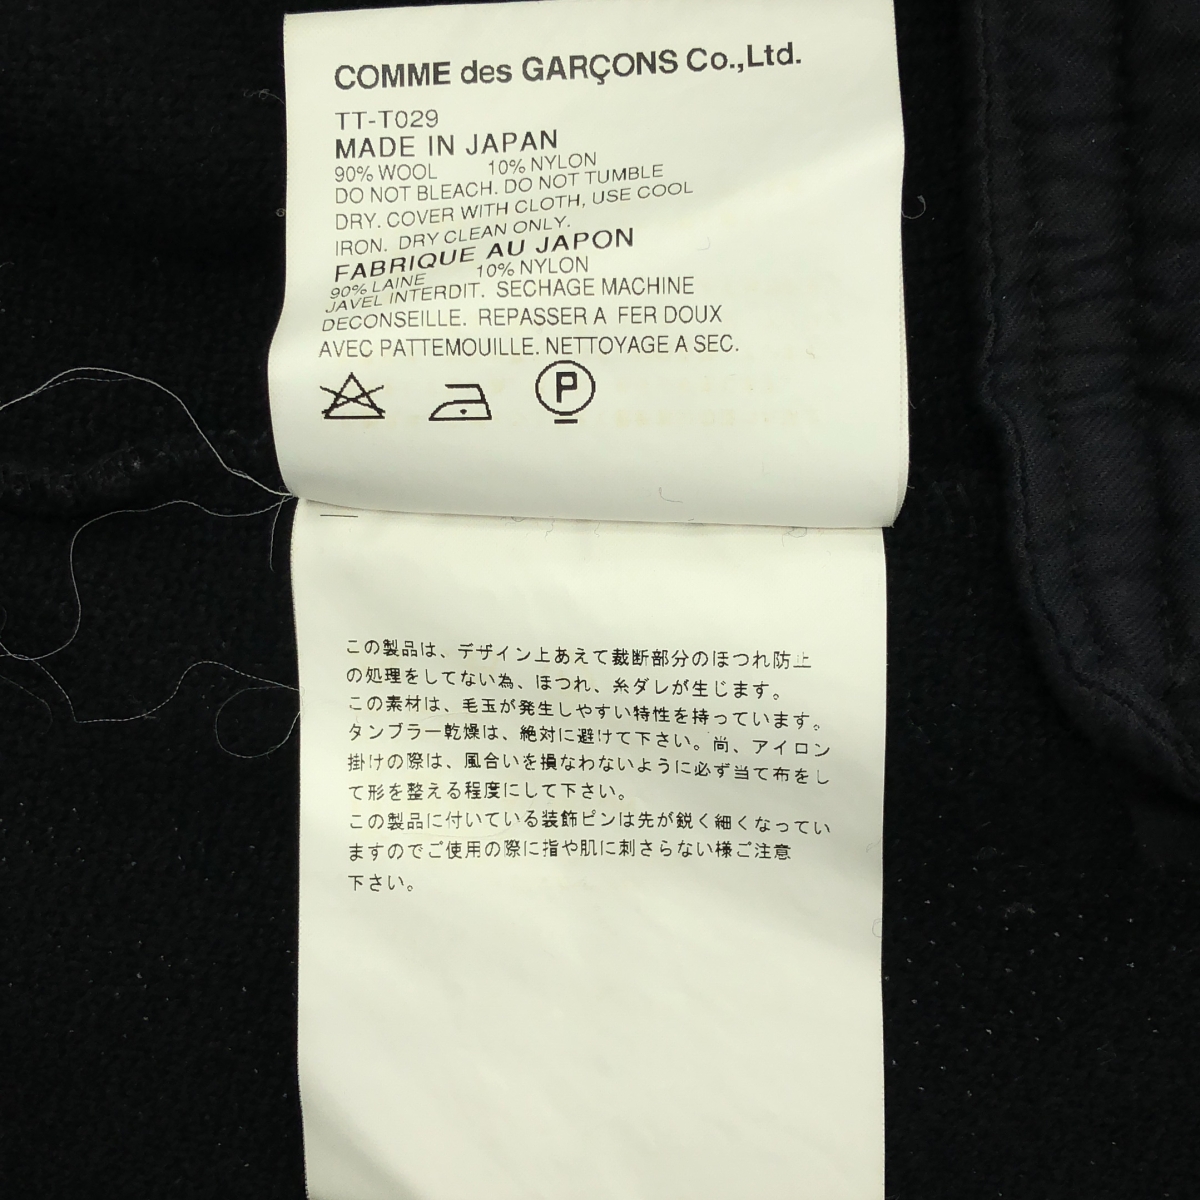 COMME des GARÇONS Co.,Ltd.
TT-T029
MADE IN JAPAN
90% WOOL 10% NYLON
DO NOT BLEACH. DO NOT TUMBLE
DRY. COVER WITH CLOTH, USE COOL
IRON. DRY CLEAN ONLY.
FABRIQUE AU JAPON
90% LAINE 10% NYLON
JAVEL INTERDIT. SECHAGE MACHINE
DECONSEILLE. REPASSER A FER DOUX
AVEC PATTEMOUILLE. NETTOYAGE A SEC.
P
この製品は、デザイン上あえて裁断部分のほつれ防止
の処理をしてない為、ほつれ、糸ダレが生じます。
この素材は、毛玉が発生しやすい特性を持っています。
タンブラー乾燥は、絶対に避けて下さい。尚、アイロン
掛けの際は、風合いを損なわないように必ず当て布をし
て形を整える程度にして下さい。
この製品に付いている装飾ピンは先が鋭く細くなってい
ますのでご使用の際に指や肌に刺さらない様ご注意
下さい。